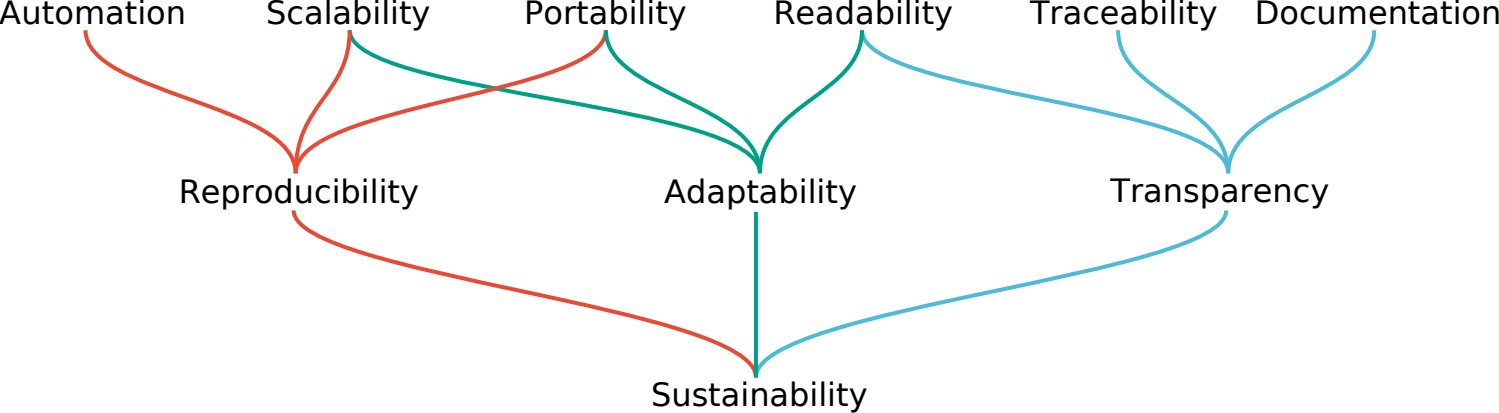 Automation Scalability Portability Readability Traceability Documentation
Reproducibility Adaptability Transparency
Sustainability